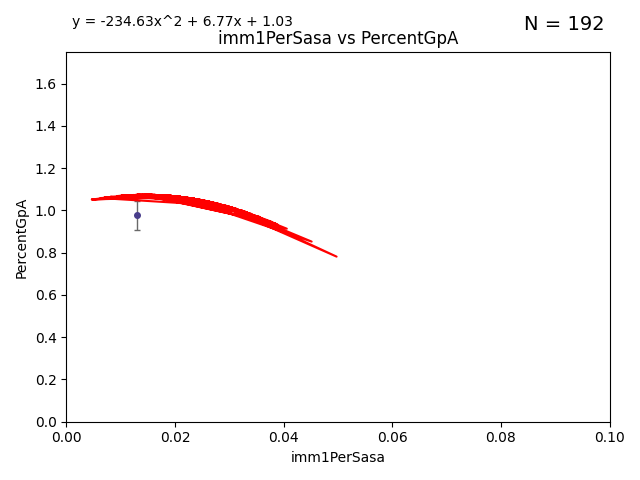 y = -234.63x^2 + 6.77x + 1.03
N = 192
imm1PerSasa vs PercentGpA
PercentGpA
1.6
1.4
1.2
1.0
0.8
0.6
0.4
0.2
0.0
0.00 0.02 0.04 0.06 0.08 0.10
imm1PerSasa